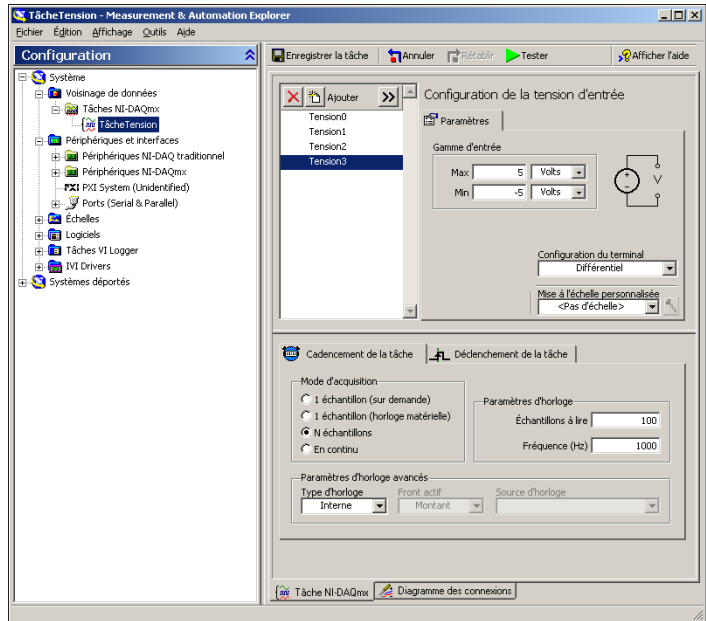 TâcheTension - Measurement & Automation Explorer
Fichier Édition Affichage Outils Aide
Configuration
Système
Voisinage de données
Tâches NI-DAQmx
TâcheTension
Périphériques et interfaces
Périphériques NI-DAQ traditionnel
Périphériques NI-DAQmx
PXI PXI System (Unidentified)
Ports (Serial & Parallel)
Échelles
Logiciels
Tâches VI Logger
IVI Drivers
Systèmes déportés
Enregistrer la tâche Annuler Rétablir Tester Afficher l'aide
Ajouter >>
Tension0
Tension1
Tension2
Tension3
Configuration de la tension d'entrée
Paramètres
Gamme d'entrée
Max 5 Volts
Min -5 Volts
V
Configuration du terminal
Différentiel
Mise à l'échelle personnalisée
<Pas d'échelle>
Cadencement de la tâche Déclenchement de la tâche
Mode d'acquisition
1 échantillon (sur demande)
1 échantillon (horloge matérielle)
N échantillons
En continu
Paramètres d'horloge
Échantillons à lire 100
Fréquence (Hz) 1000
Paramètres d'horloge avancés
Type d'horloge Front actif Source d'horloge
Interne Montant
Tâche NI-DAQmx Diagramme des connexions